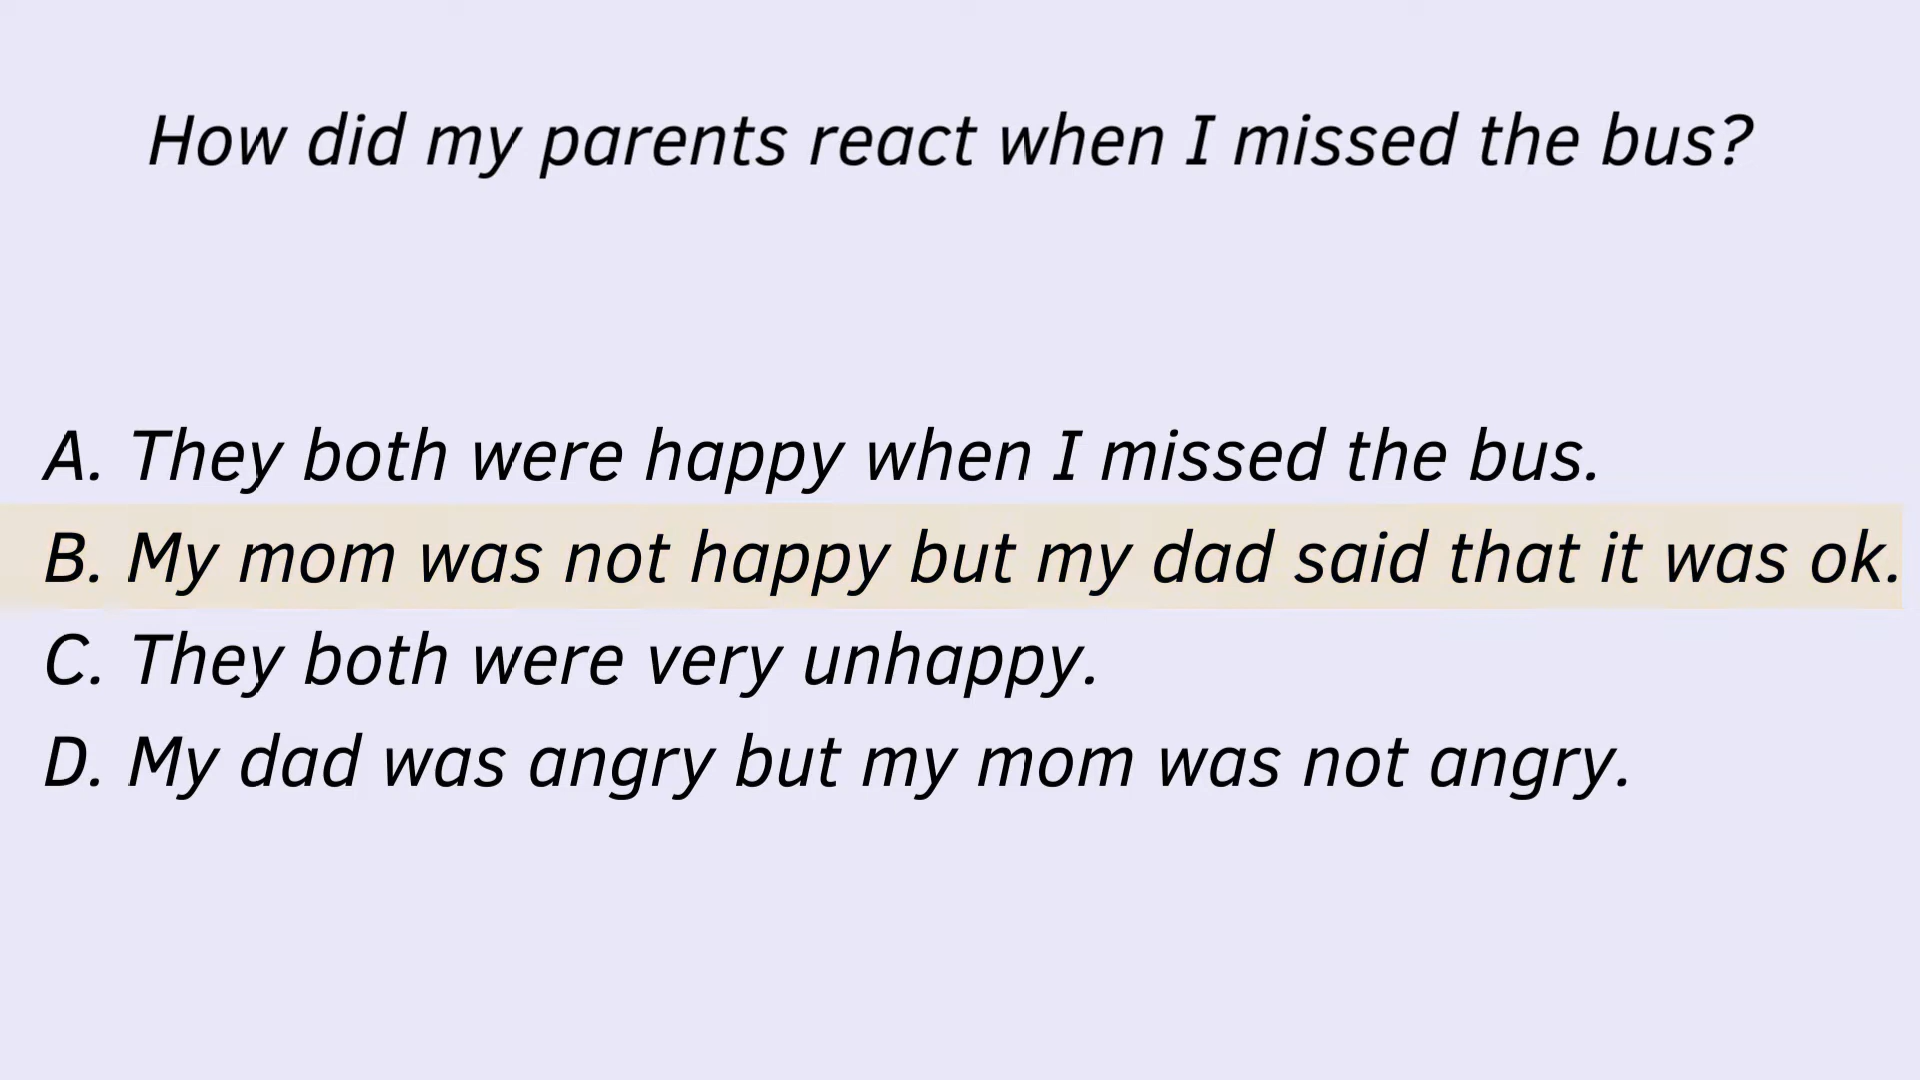 How did my parents react when I missed the bus?
A. They both were happy when I missed the bus.
B. My mom was not happy but my dad said that it was ok.
C. They both were very unhappy.
D. My dad was angry but my mom was not angry.